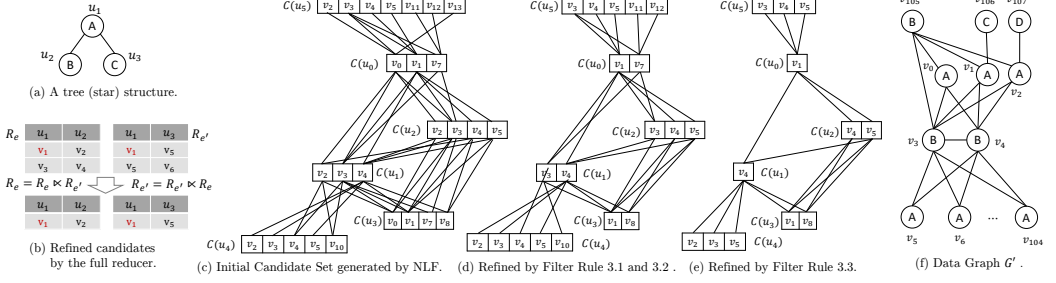 u₁
A
u₂
B
C
u₃
(a) A tree (star) structure.
Rₑ
u₁ u₂
v₁ v₂
v₃ v₄
u₁ u₃
Rₑ′
v₁ v₅
v₅ v₆
Rₑ = Rₑ ⋉ Rₑ′
Rₑ′ = Rₑ′ ⋉ Rₑ
u₁ u₂
v₁ v₂
u₁ u₃
v₁ v₅
(b) Refined candidates
by the full reducer.
C(u₅) v₂ v₃ v₄ v₅ v₁₁ v₁₂ v₁₃
C(u₀) v₀ v₁ v₇
C(u₂) v₂ v₃ v₄ v₅
v₂ v₃ v₄ C(u₁)
C(u₃) v₀ v₁ v₇ v₈
C(u₄) v₂ v₃ v₄ v₅ v₁₀
(c) Initial Candidate Set generated by NLF.
C(u₅) v₃ v₄ v₅ v₁₁ v₁₂
C(u₀) v₁ v₇
C(u₂) v₃ v₄ v₅
v₃ v₄ C(u₁)
C(u₃) v₁ v₈
v₂ v₃ v₄ v₅ v₁₀ C(u₄)
(d) Refined by Filter Rule 3.1 and 3.2 .
C(u₅) v₃ v₄ v₅
C(u₀) v₁
C(u₂) v₄ v₅
v₄ C(u₁)
C(u₃) v₁ v₈
v₂ v₃ v₅
C(u₄)
(e) Refined by Filter Rule 3.3.
v₁₀₅ v₁₀₆ v₁₀₇
B C D
v₀ A v₁ A A
v₂
v₃ B B v₄
A A ... A
v₅ v₆ v₁₀₄
(f) Data Graph G′ .